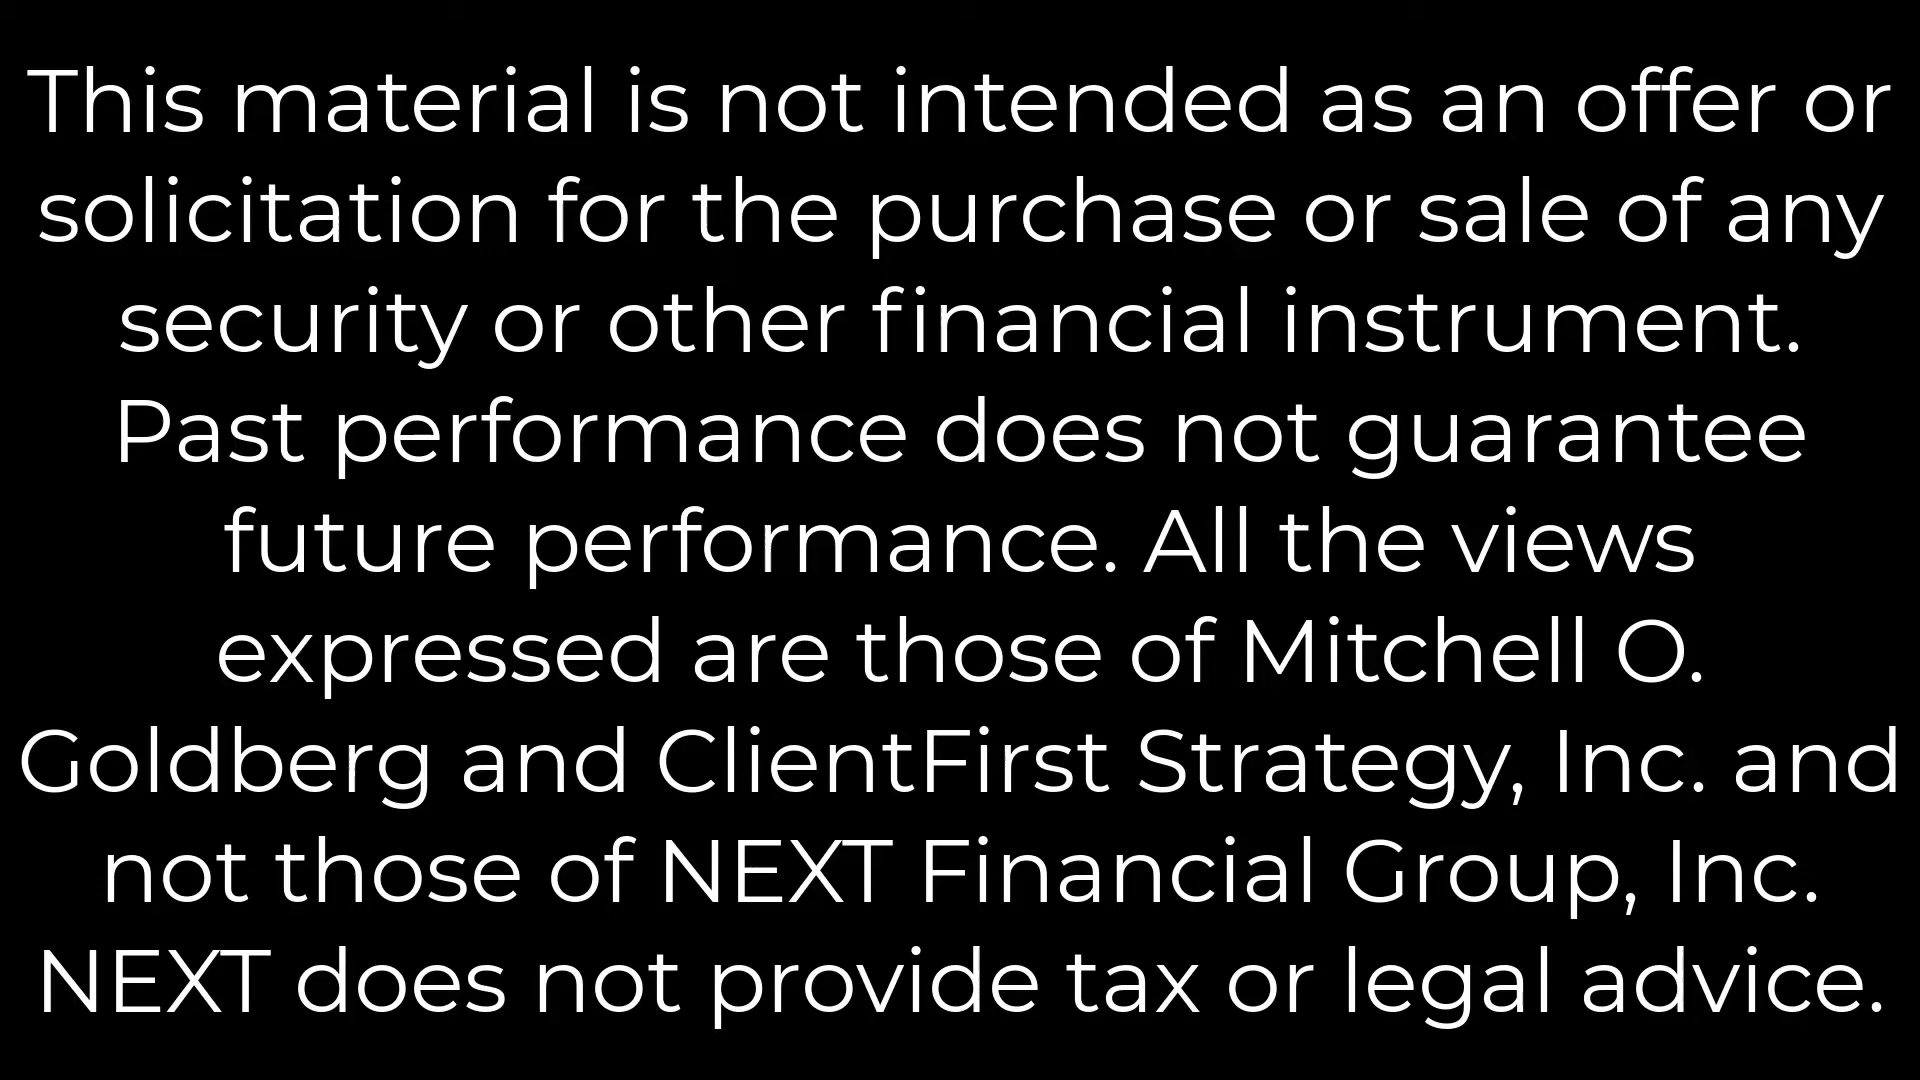 This material is not intended as an offer or
solicitation for the purchase or sale of any
security or other financial instrument.
Past performance does not guarantee
future performance. All the views
expressed are those of Mitchell O.
Goldberg and ClientFirst Strategy, Inc. and
not those of NEXT Financial Group, Inc.
NEXT does not provide tax or legal advice.